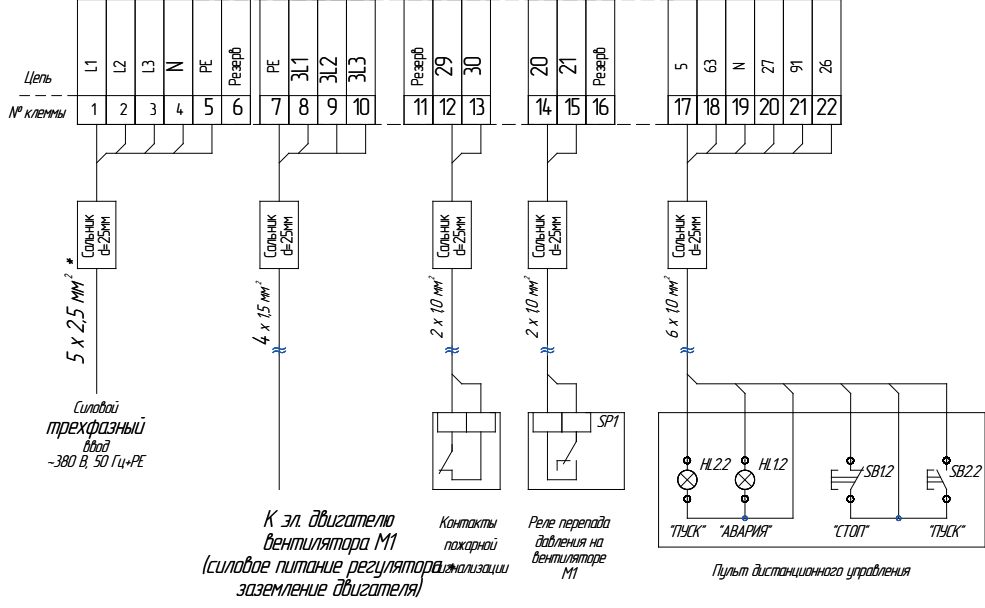 Цепь
L1 L2 L3 N PE Резерв PE 3L1 3L2 3L3 Резерв 29 30 20 21 Резерв 5 63 N 27 91 26
№ клеммы
1 2 3 4 5 6 7 8 9 10 11 12 13 14 15 16 17 18 19 20 21 22
Сальник
d=25мм
Сальник
d=25мм
Сальник
d=25мм
Сальник
d=25мм
Сальник
d=25мм
5 х 2,5 мм² *
4 х 1,5 мм²
2 х 10 мм²
2 х 10 мм²
6 х 10 мм²
Силовой
трехфазный
ввод
~380 В, 50 Гц+PE
SP1
HL2.2
HL1.2
SB1.2
SB2.2
"ПУСК"
"АВАРИЯ"
"СТОП"
"ПУСК"
К эл. двигателю
вентилятора М1
(силовое питание регулятора
заземление двигателя)
Контакты
пожарной
сигнализации
Реле перепада
давления на
вентиляторе
М1
Пульт дистанционного управления